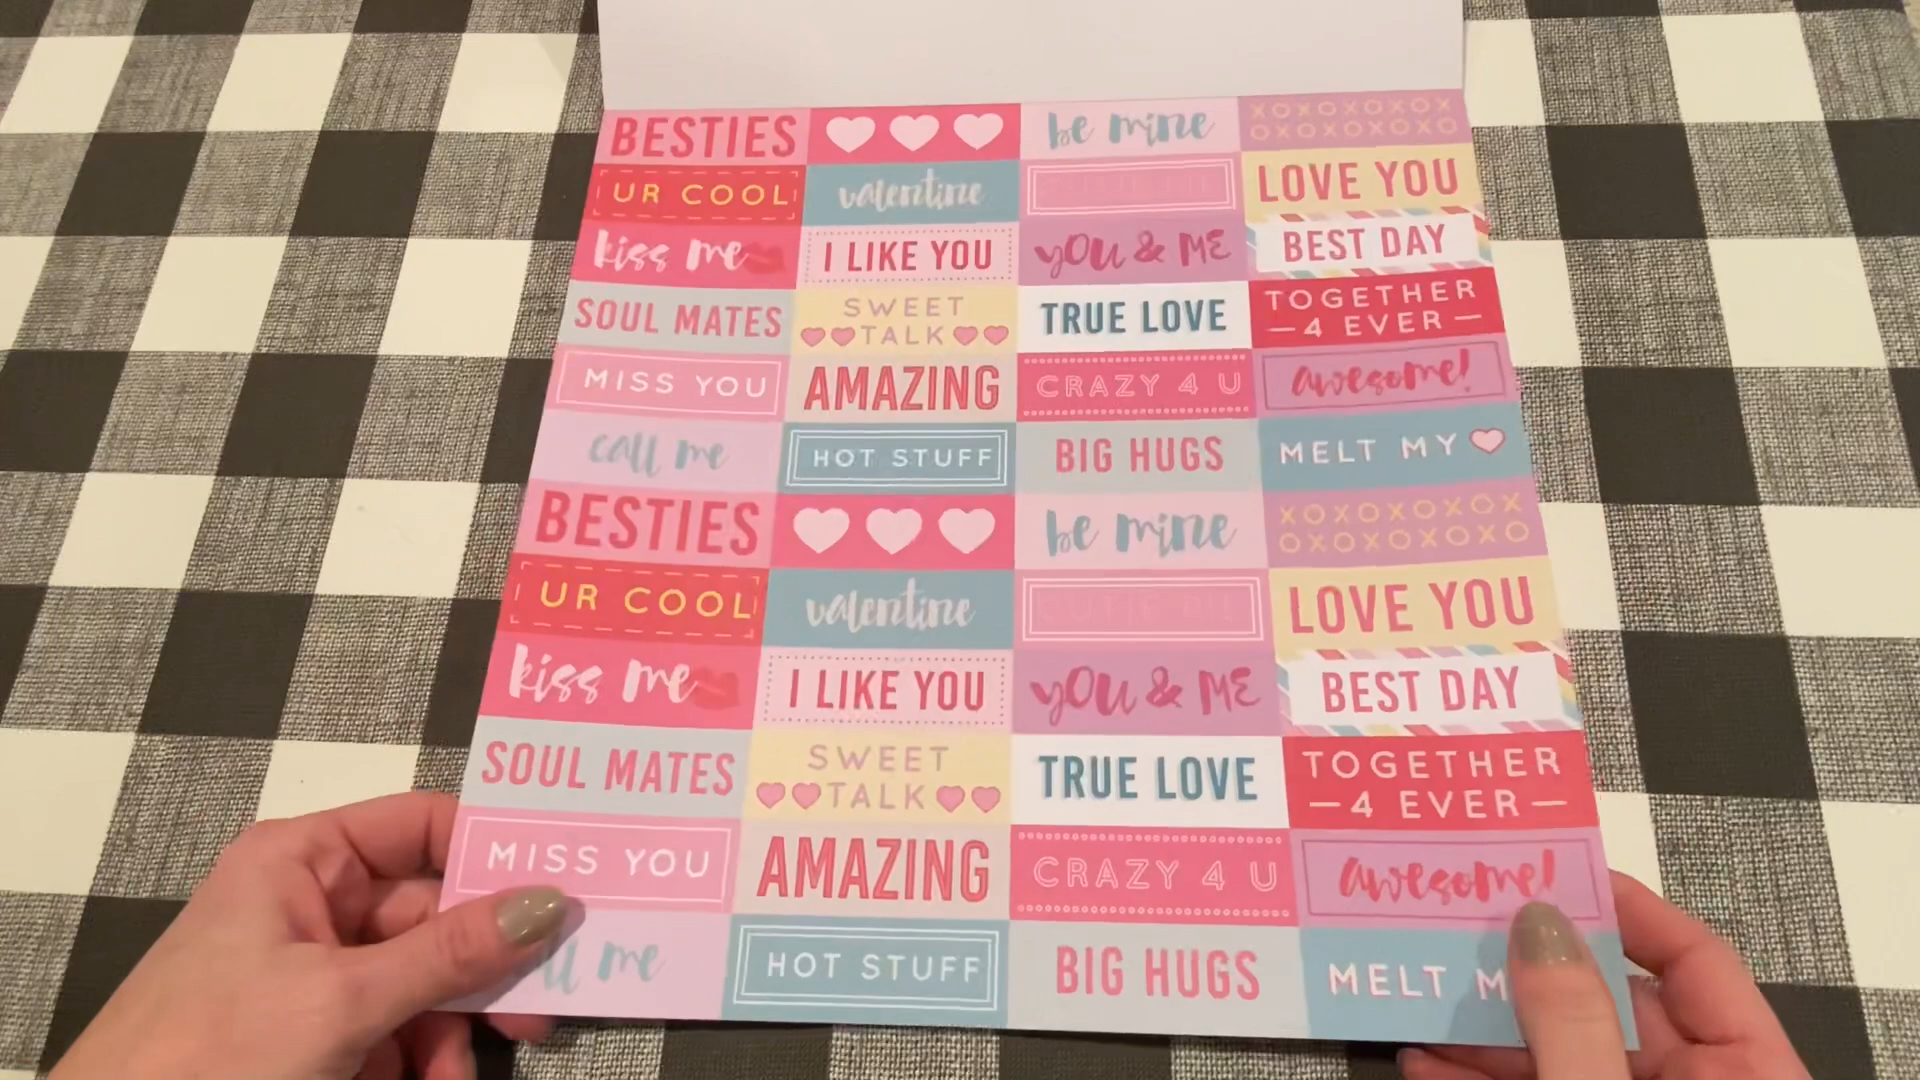 BESTIES
be mine
XOXOXOXOX
OXOXOXOXO
UR COOL
valentine
LOVE YOU
kiss me
I LIKE YOU
YOU & ME
BEST DAY
SOUL MATES
SWEET
TALK
TRUE LOVE
TOGETHER
—4 EVER—
MISS YOU
AMAZING
CRAZY 4 U
awesome!
call me
HOT STUFF
BIG HUGS
MELT MY
BESTIES
be mine
XOXOXOXOX
OXOXOXOXO
UR COOL
valentine
CUTIE PIE
LOVE YOU
kiss me
I LIKE YOU
YOU & ME
BEST DAY
SOUL MATES
SWEET
TALK
TRUE LOVE
TOGETHER
—4 EVER—
MISS YOU
AMAZING
CRAZY 4 U
awesome!
me
HOT STUFF
BIG HUGS
MELT